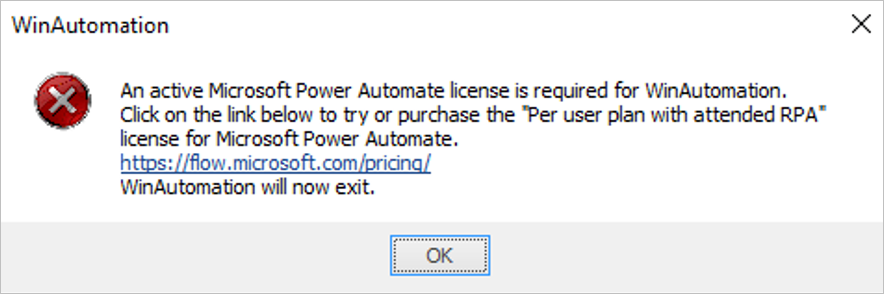 WinAutomation
An active Microsoft Power Automate license is required for WinAutomation.
Click on the link below to try or purchase the "Per user plan with attended RPA"
license for Microsoft Power Automate.
https://flow.microsoft.com/pricing/
WinAutomation will now exit.
OK